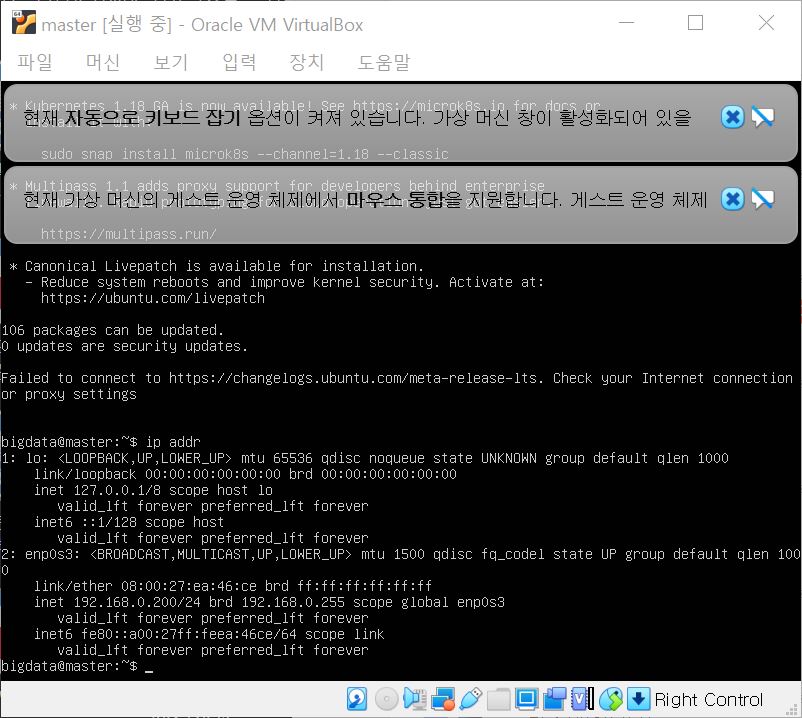 master [실행 중] - Oracle VM VirtualBox
파일 머신 보기 입력 장치 도움말
* Kubernetes 1.18 GA is now available! See https://microk8s.io for docs or
현재 자동으로 키보드 잡기 옵션이 켜져 있습니다. 가상 머신 창이 활성화되어 있을
sudo snap install microk8s --channel=1.18 --classic
* Multipass 1.1 adds proxy support for developers behind enterprise
현재 가상 머신의 게스트 운영 체제에서 마우스 통합을 지원합니다. 게스트 운영 체제
https://multipass.run/
* Canonical Livepatch is available for installation.
- Reduce system reboots and improve kernel security. Activate at:
https://ubuntu.com/livepatch
106 packages can be updated.
0 updates are security updates.
Failed to connect to https://changelogs.ubuntu.com/meta-release-lts. Check your Internet connection
or proxy settings
bigdata@master:~$ ip addr
1: lo: <LOOPBACK,UP,LOWER_UP> mtu 65536 qdisc noqueue state UNKNOWN group default qlen 1000
link/loopback 00:00:00:00:00:00 brd 00:00:00:00:00:00
inet 127.0.0.1/8 scope host lo
valid_lft forever preferred_lft forever
inet6 ::1/128 scope host
valid_lft forever preferred_lft forever
2: enp0s3: <BROADCAST,MULTICAST,UP,LOWER_UP> mtu 1500 qdisc fq_codel state UP group default qlen 100
0
link/ether 08:00:27:ea:46:ce brd ff:ff:ff:ff:ff:ff
inet 192.168.0.200/24 brd 192.168.0.255 scope global enp0s3
valid_lft forever preferred_lft forever
inet6 fe80::a00:27ff:feea:46ce/64 scope link
valid_lft forever preferred_lft forever
bigdata@master:~$ _
Right Control